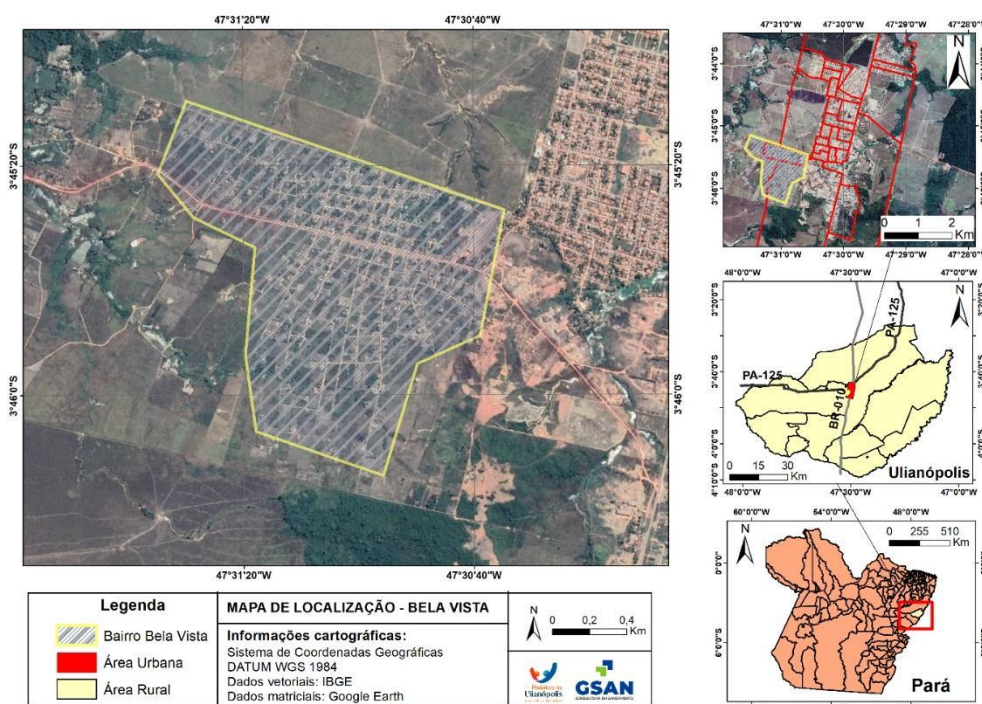 47°31'20"W 47°30'40"W
3°45'20"S 3°45'20"S
3°46'0"S 3°46'0"S
47°31'20"W 47°30'40"W
47°31'0"W 47°30'0"W 47°29'0"W 47°28'0"W
N
3°44'0"S
3°45'0"S
3°46'0"S
0 1 2
Km
47°31'0"W 47°30'0"W 47°29'0"W 47°28'0"W
48°0'0"W 47°30'0"W 47°0'0"W
N
3°20'0"S
PA-125
3°40'0"S
PA-125
BR-010
4°0'0"S
0 15 30
Km
Ulianópolis
4°10'0"S
48°0'0"W 47°30'0"W 47°0'0"W
60°0'0"W 54°0'0"W 48°0'0"W
N
0 255 510
Km
0°0'0"
6°0'0"S
Pará
Legenda
Bairro Bela Vista
Área Urbana
Área Rural
MAPA DE LOCALIZAÇÃO - BELA VISTA
Informações cartográficas:
Sistema de Coordenadas Geográficas
DATUM WGS 1984
Dados vetoriais: IBGE
Dados matriciais: Google Earth
N
0 0,2 0,4
Km
Prefeitura de
Ulianópolis
GSAN
CONSULTORIA EM SANEAMENTO